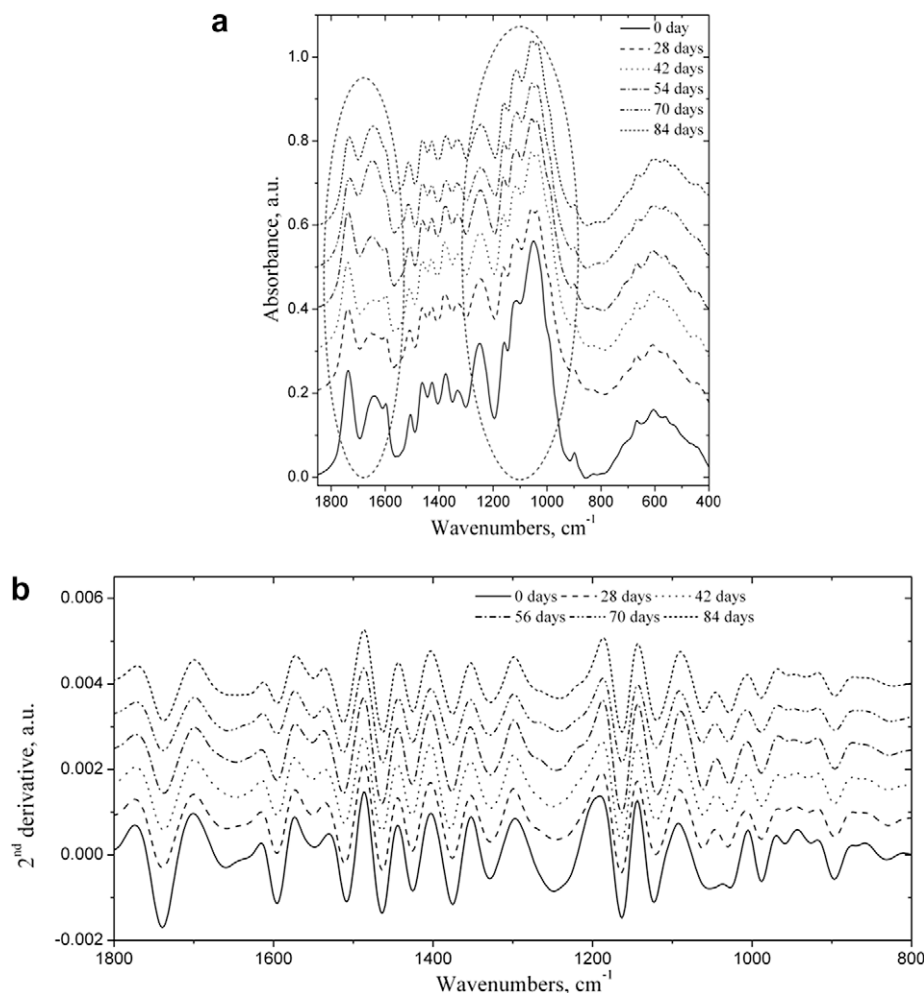 a
0 day
28 days
42 days
54 days
70 days
84 days
1.0
0.8
0.6
0.4
0.2
0.0
Absorbance, a.u.
1800 1600 1400 1200 1000 800 600 400
Wavenumbers, cm⁻¹
b
0 days 28 days 42 days
56 days 70 days 84 days
0.006
0.004
0.002
0.000
-0.002
2ⁿᵈ derivative, a.u.
1800 1600 1400 1200 1000 800
Wavenumbers, cm⁻¹